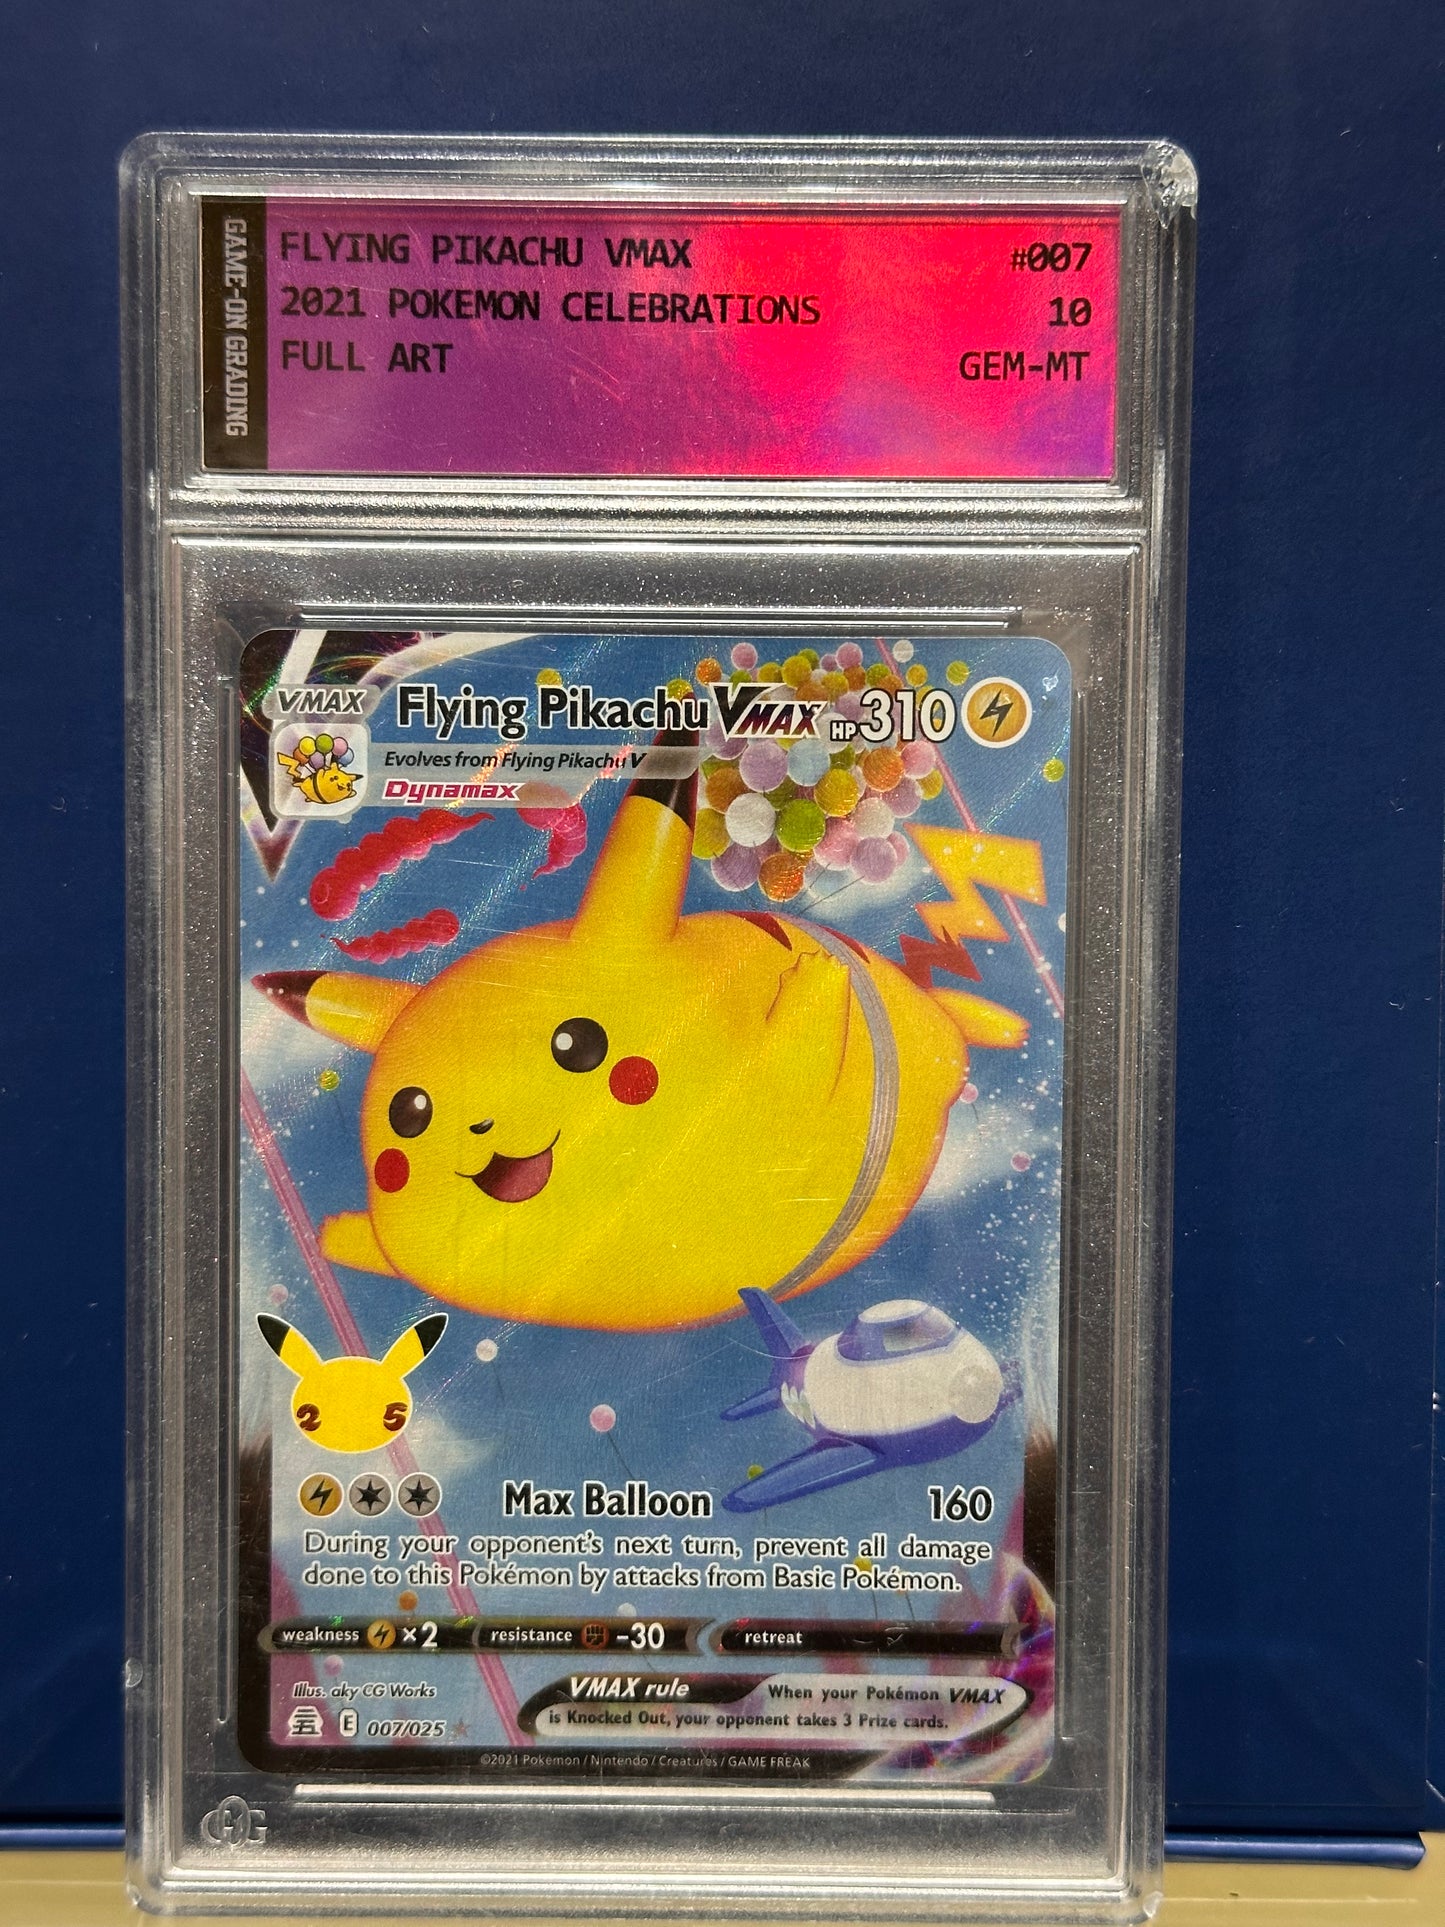 GAME-ON GRADING
FLYING PIKACHU VMAX #007
2021 POKEMON CELEBRATIONS 10
FULL ART GEM-MT
VMAX Flying Pikachu VMAX HP310
Evolves from Flying Pikachu V
Dynamax
25
Max Balloon 160
During your opponent's next turn, prevent all damage
done to this Pokémon by attacks from Basic Pokémon.
weakness ×2 resistance -30 retreat
Illus. aky CG Works
VMAX rule When your Pokémon VMAX
is Knocked Out, your opponent takes 3 Prize cards.
E 007/025
©2021 Pokémon / Nintendo / Creatures / GAME FREAK